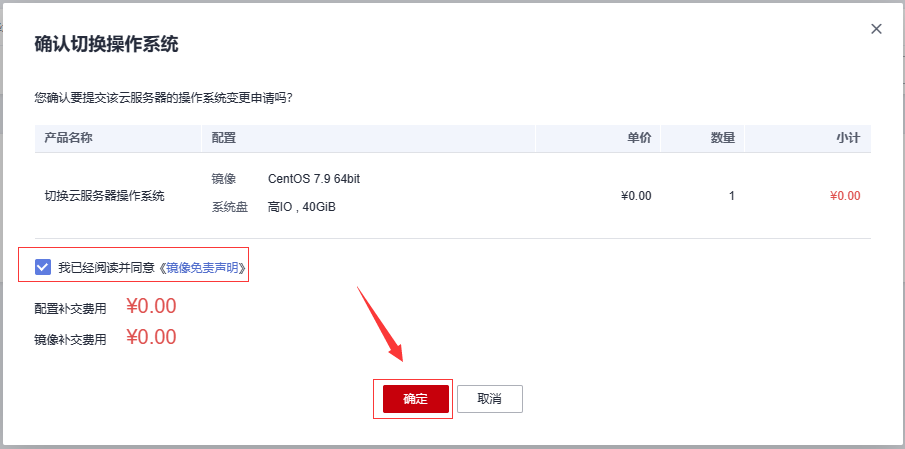 确认切换操作系统
您确认要提交该云服务器的操作系统变更申请吗?
产品名称 配置 单价 数量 小计
镜像 CentOS 7.9 64bit
切换云服务器操作系统 ¥0.00 1 ¥0.00
系统盘 高IO , 40GiB
我已经阅读并同意《镜像免责声明》
配置补交费用 ¥0.00
镜像补交费用 ¥0.00
确定 取消